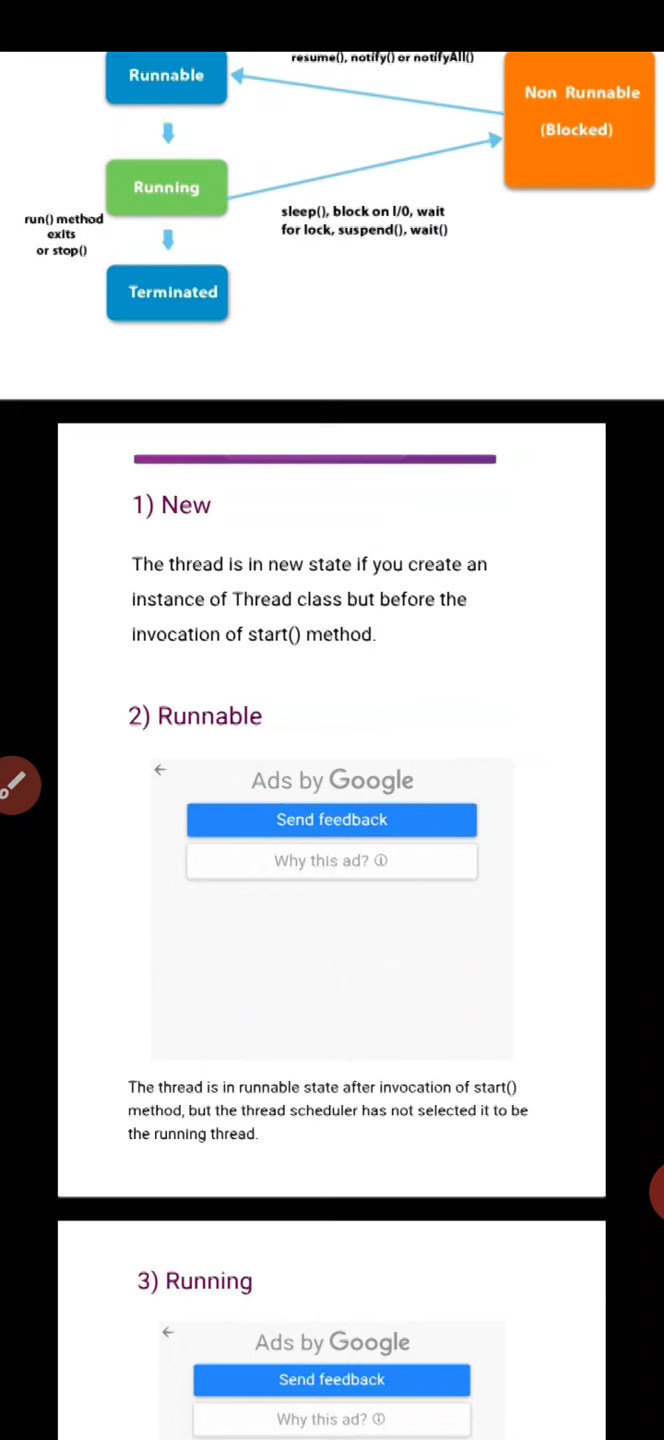 resume(), notify() or notifyAll()
Runnable
Non Runnable
(Blocked)
Running
run() method
exits
or stop()
sleep(), block on I/0, wait
for lock, suspend(), wait()
Terminated
1) New
The thread is in new state if you create an
instance of Thread class but before the
invocation of start() method.
2) Runnable
Ads by Google
Send feedback
Why this ad?
The thread is in runnable state after invocation of start()
method, but the thread scheduler has not selected it to be
the running thread.
3) Running
Ads by Google
Send feedback
Why this ad?